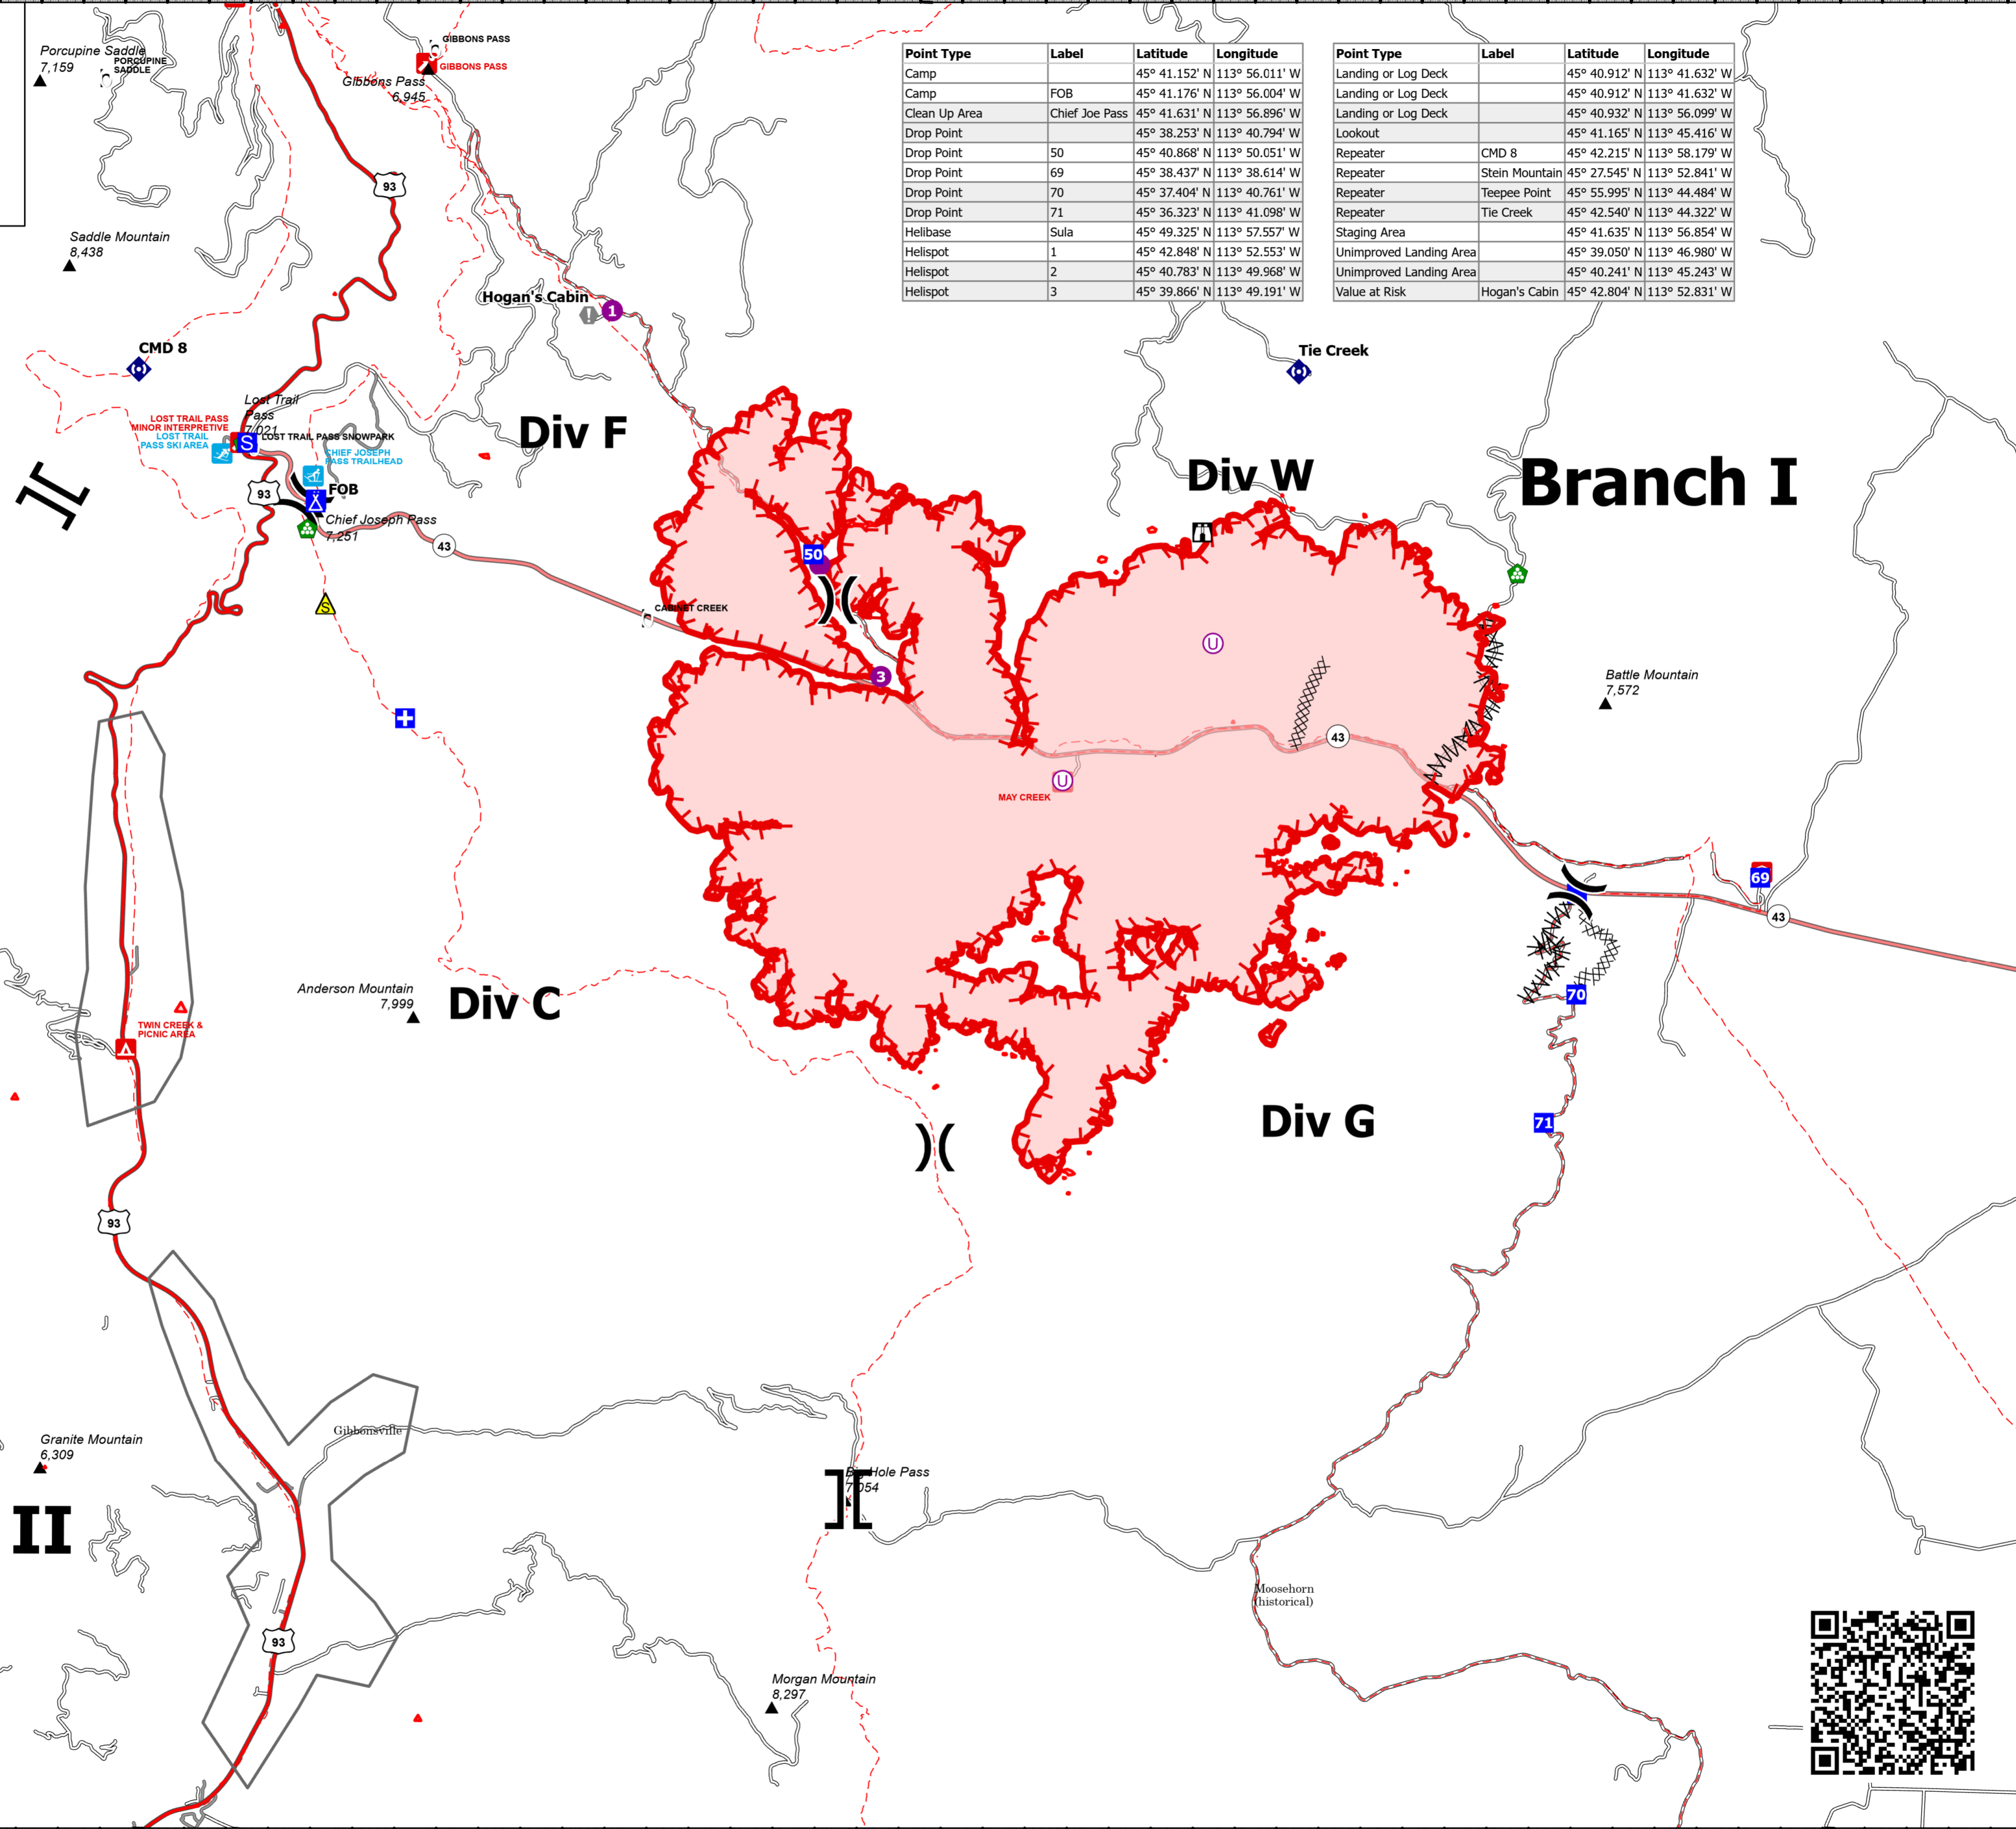 Porcupine Saddle
7,159
PORCUPINE
SADDLE
GIBBONS PASS
GIBBONS PASS
Gibbons Pass
6,945
Point Type Label Latitude Longitude
Camp 45° 41.152' N 113° 56.011' W
Camp FOB 45° 41.176' N 113° 56.004' W
Clean Up Area Chief Joe Pass 45° 41.631' N 113° 56.896' W
Drop Point 45° 38.253' N 113° 40.794' W
Drop Point 50 45° 40.868' N 113° 50.051' W
Drop Point 69 45° 38.437' N 113° 38.614' W
Drop Point 70 45° 37.404' N 113° 40.761' W
Drop Point 71 45° 36.323' N 113° 41.098' W
Helibase Sula 45° 49.325' N 113° 57.557' W
Helispot 1 45° 42.848' N 113° 52.553' W
Helispot 2 45° 40.783' N 113° 49.968' W
Helispot 3 45° 39.866' N 113° 49.191' W
Point Type Label Latitude Longitude
Landing or Log Deck 45° 40.912' N 113° 41.632' W
Landing or Log Deck 45° 40.912' N 113° 41.632' W
Landing or Log Deck 45° 40.932' N 113° 56.099' W
Lookout 45° 41.165' N 113° 45.416' W
Repeater CMD 8 45° 42.215' N 113° 58.179' W
Repeater Stein Mountain 45° 27.545' N 113° 52.841' W
Repeater Teepee Point 45° 55.995' N 113° 44.484' W
Repeater Tie Creek 45° 42.540' N 113° 44.322' W
Staging Area 45° 41.635' N 113° 56.854' W
Unimproved Landing Area 45° 39.050' N 113° 46.980' W
Unimproved Landing Area 45° 40.241' N 113° 45.243' W
Value at Risk Hogan's Cabin 45° 42.804' N 113° 52.831' W
93
Saddle Mountain
8,438
Hogan's Cabin
1
CMD 8
Tie Creek
Lost Trail
Pass
7,021
LOST TRAIL PASS
MINOR INTERPRETIVE
LOST TRAIL
PASS SKI AREA
S
LOST TRAIL PASS SNOWPARK
CHIEF JOSEPH
PASS TRAILHEAD
Div F
Div W
Branch I
93
FOB
Chief Joseph Pass
7,251
43
50
S
CABINET CREEK
U
3
Battle Mountain
7,572
43
U
MAY CREEK
69
43
Anderson Mountain
7,999
Div C
70
TWIN CREEK &
PICNIC AREA
Div G
71
93
Gibbonsville
Granite Mountain
6,309
Big Hole Pass
7,054
II
Moosehorn
(historical)
93
Morgan Mountain
8,297